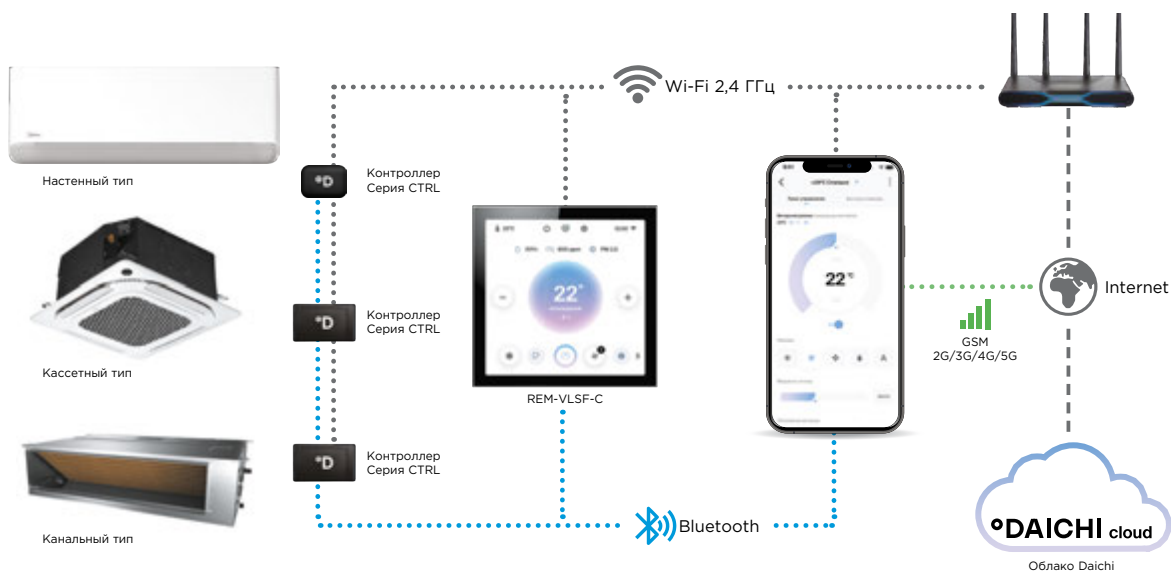 Wi-Fi 2,4 ГГц
Настенный тип
°D
Контроллер
Серия CTRL
Кассетный тип
°D
Контроллер
Серия CTRL
Канальный тип
°D
Контроллер
Серия CTRL
22°
REM-VLSF-C
22
GSM
2G/3G/4G/5G
Internet
Bluetooth
°DAICHI cloud
Облако Daichi